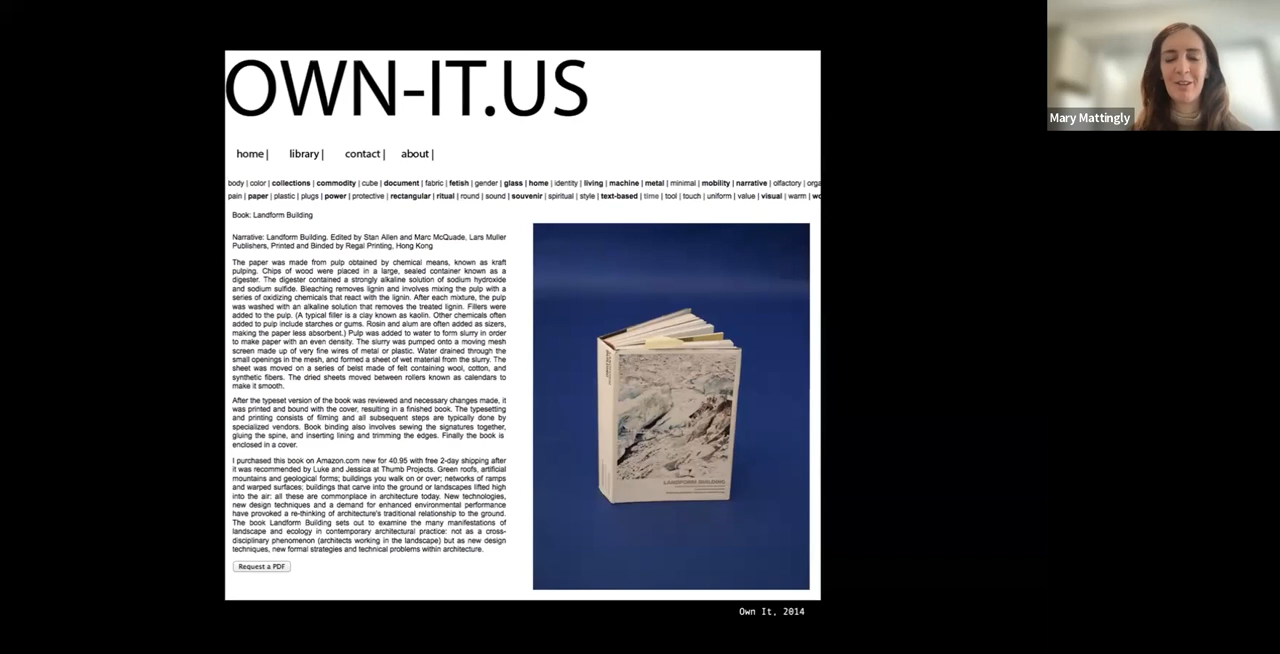 OWN-IT.US
home | library | contact | about |
body | color | collections | commodity | cube | document | fabric | fetish | gender | glass | home | identity | living | machine | metal | minimal | mobility | narrative | olfactory | orga
pain | paper | plastic | plugs | power | protective | rectangular | ritual | round | sound | souvenir | spiritual | style | text-based | time | tool | touch | uniform | value | visual | warm | wo
Book: Landform Building
Narrative: Landform Building. Edited by Stan Allen and Marc McQuade, Lars Muller
Publishers, Printed and Binded by Regal Printing, Hong Kong
The paper was made from pulp obtained by chemical means, known as kraft
pulping. Chips of wood were placed in a large, sealed container known as a
digester. The digester contained a strongly alkaline solution of sodium hydroxide
and sodium sulfide. Bleaching removes lignin and involves mixing the pulp with a
series of oxidizing chemicals that react with the lignin. After each mixture, the pulp
was washed with an alkaline solution that removes the treated lignin. Fillers were
added to the pulp. (A typical filler is a clay known as kaolin. Other chemicals often
added to pulp include starches or gums. Rosin and alum are often added as sizers,
making the paper less absorbent.) Pulp was added to water to form slurry in order
to make paper with an even density. The slurry was pumped onto a moving mesh
screen made up of very fine wires of metal or plastic. Water drained through the
small openings in the mesh, and formed a sheet of wet material from the slurry. The
sheet was moved on a series of belst made of felt containing wool, cotton, and
synthetic fibers. The dried sheets moved between rollers known as calendars to
make it smooth.
After the typeset version of the book was reviewed and necessary changes made, it
was printed and bound with the cover, resulting in a finished book. The typesetting
and printing consists of filming and all subsequent steps are typically done by
specialized vendors. Book binding also involves sewing the signatures together,
gluing the spine, and inserting lining and trimming the edges. Finally the book is
enclosed in a cover.
I purchased this book on Amazon.com new for 40.95 with free 2-day shipping after
it was recommended by Luke and Jessica at Thumb Projects. Green roofs, artificial
mountains and geological forms; buildings you walk on or over; networks of ramps
and warped surfaces; buildings that carve into the ground or landscapes lifted high
into the air: all these are commonplace in architecture today. New technologies,
new design techniques and a demand for enhanced environmental performance
have provoked a re-thinking of architecture's traditional relationship to the ground.
The book Landform Building sets out to examine the many manifestations of
landscape and ecology in contemporary architectural practice: not as a cross-
disciplinary phenomenon (architects working in the landscape) but as new design
techniques, new formal strategies and technical problems within architecture.
Request a PDF
LANDFORM BUILDING
Own It, 2014
Mary Mattingly